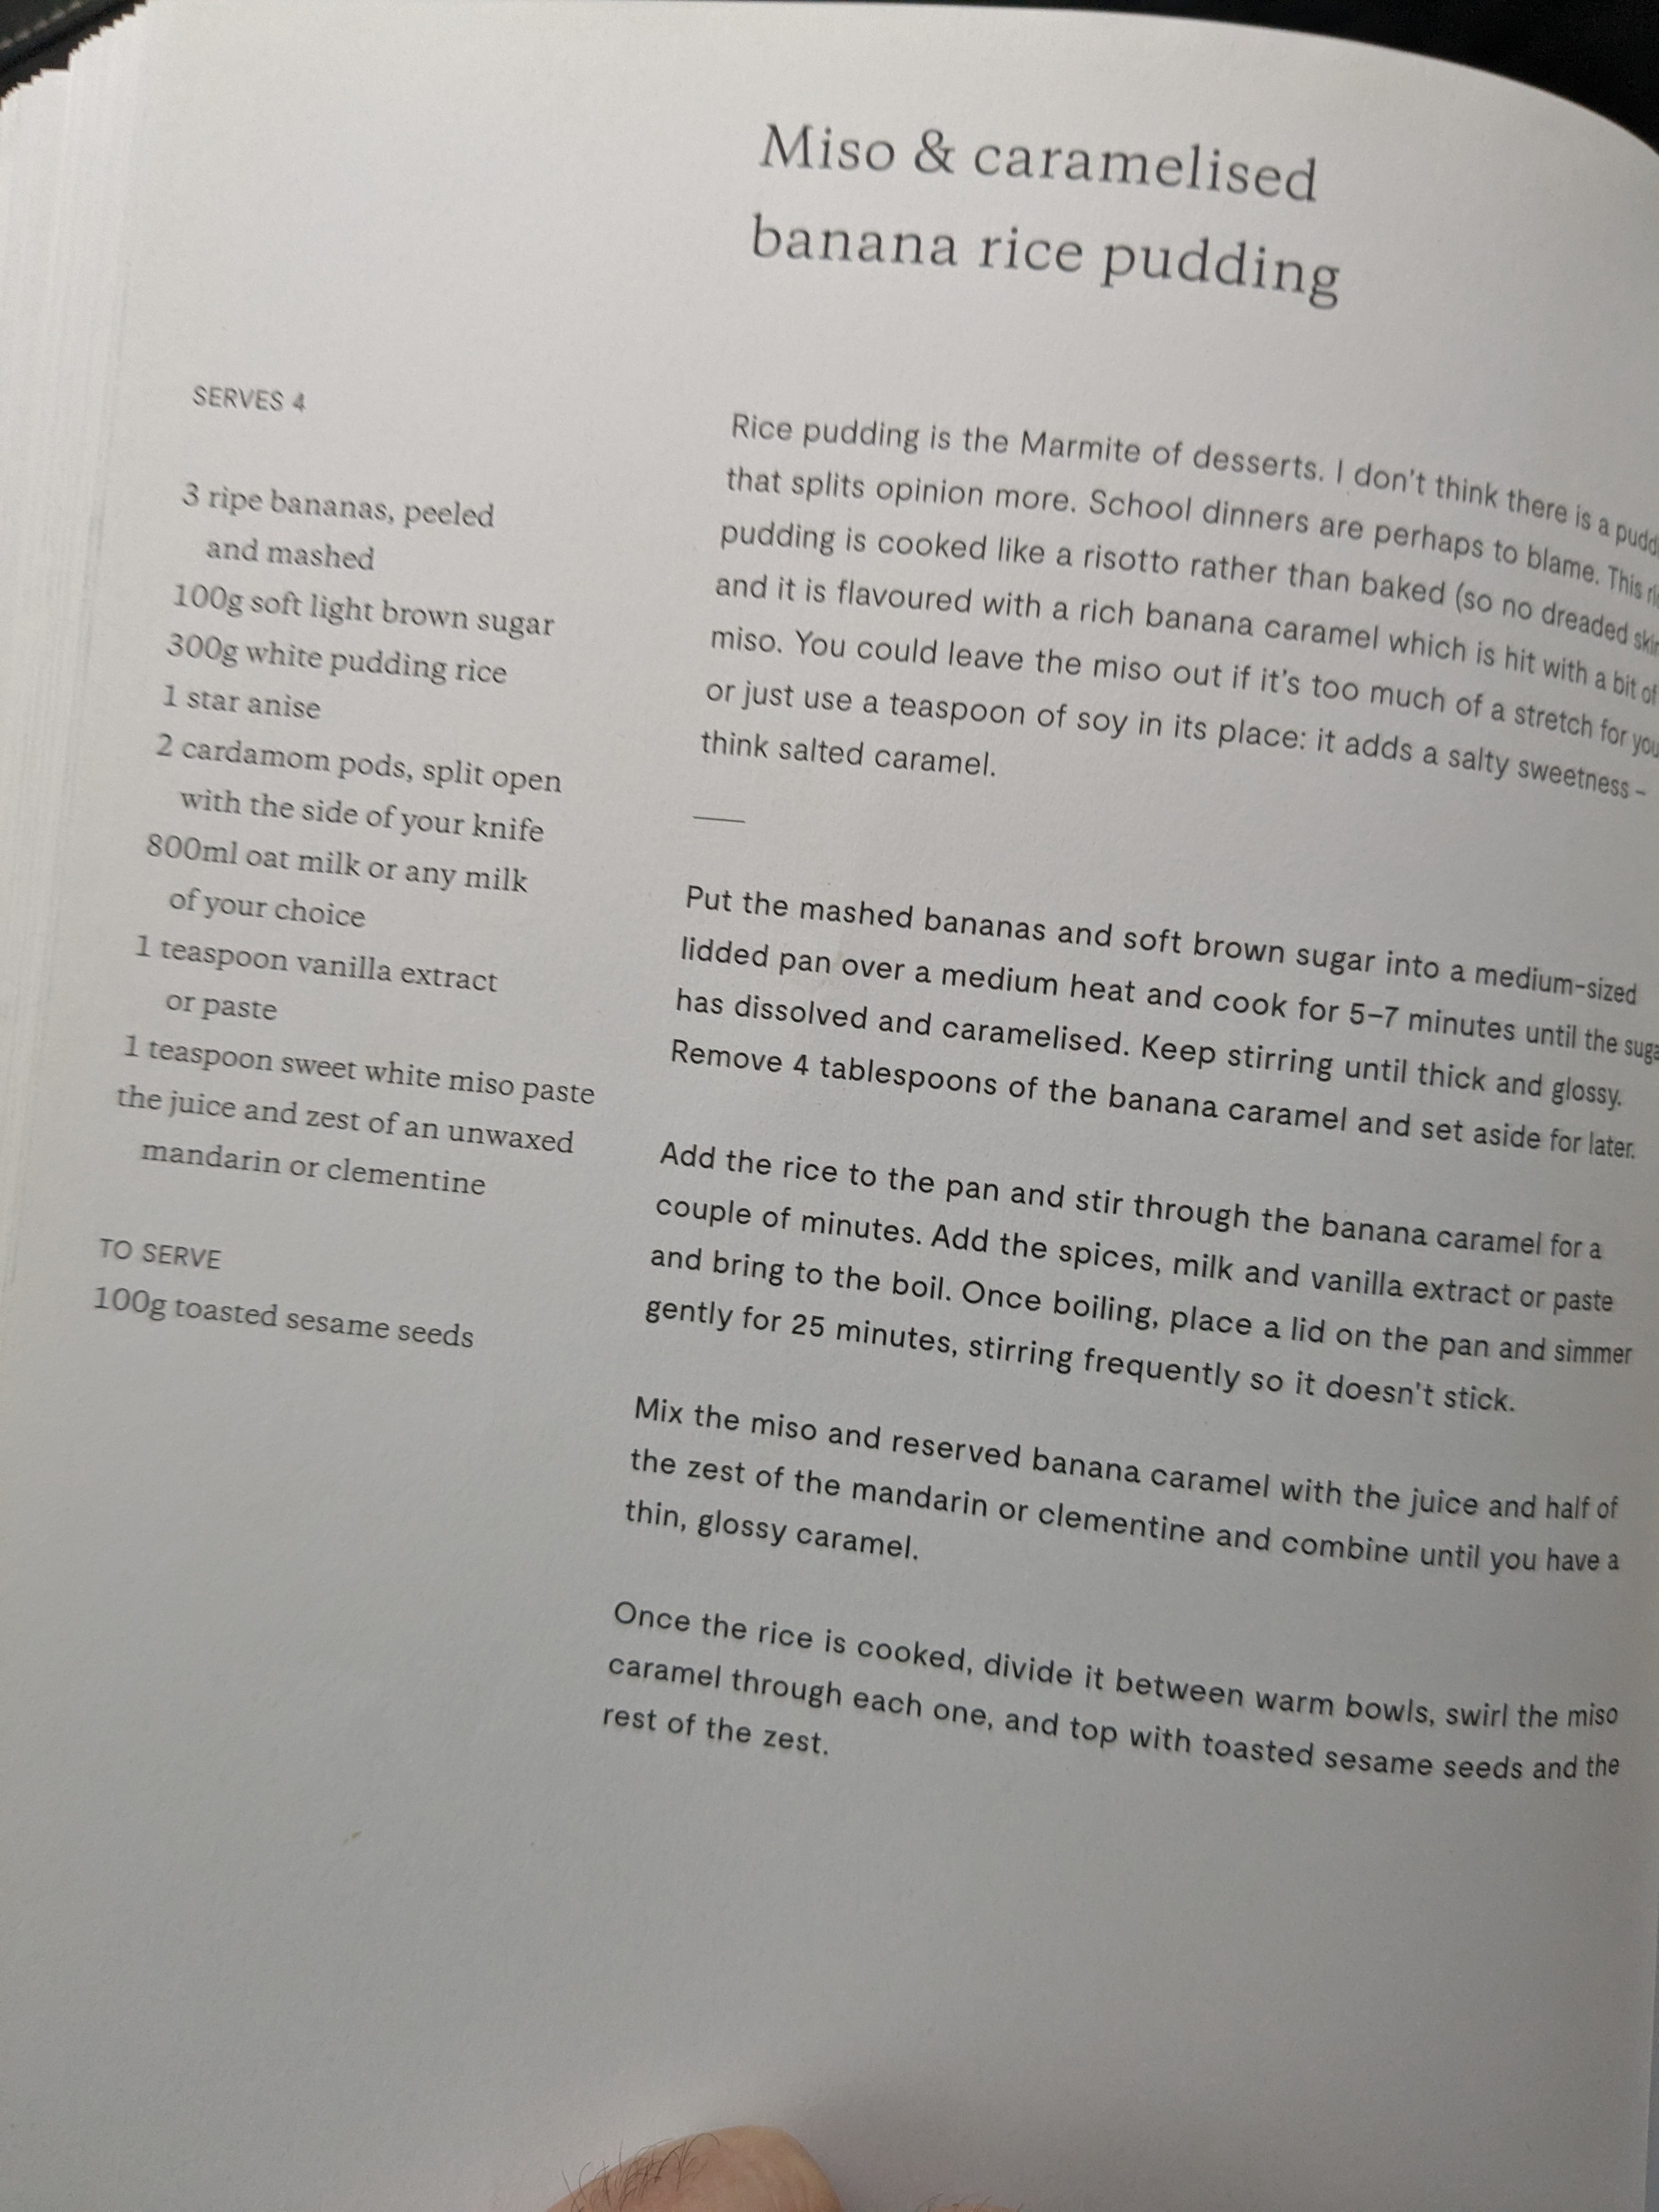 Miso & caramelised
banana rice pudding
SERVES 4
3 ripe bananas, peeled
and mashed
100g soft light brown sugar
300g white pudding rice
1 star anise
2 cardamom pods, split open
with the side of your knife
800ml oat milk or any milk
of your choice
1 teaspoon vanilla extract
or paste
1 teaspoon sweet white miso paste
the juice and zest of an unwaxed
mandarin or clementine
TO SERVE
100g toasted sesame seeds
Rice pudding is the Marmite of desserts. I don't think there is a
that splits opinion more. School dinners are perhaps to blame. This
pudding is cooked like a risotto rather than baked (so no dreaded
and it is flavoured with a rich banana caramel which is hit with a bit of
miso. You could leave the miso out if it's too much of a stretch for you
or just use a teaspoon of soy in its place: it adds a salty sweetness –
think salted caramel.
Put the mashed bananas and soft brown sugar into a medium-sized
lidded pan over a medium heat and cook for 5–7 minutes until the
has dissolved and caramelised. Keep stirring until thick and glossy.
Remove 4 tablespoons of the banana caramel and set aside for later.
Add the rice to the pan and stir through the banana caramel for a
couple of minutes. Add the spices, milk and vanilla extract or paste
and bring to the boil. Once boiling, place a lid on the pan and simmer
gently for 25 minutes, stirring frequently so it doesn't stick.
Mix the miso and reserved banana caramel with the juice and half of
the zest of the mandarin or clementine and combine until you have a
thin, glossy caramel.
Once the rice is cooked, divide it between warm bowls, swirl the miso
caramel through each one, and top with toasted sesame seeds and the
rest of the zest.